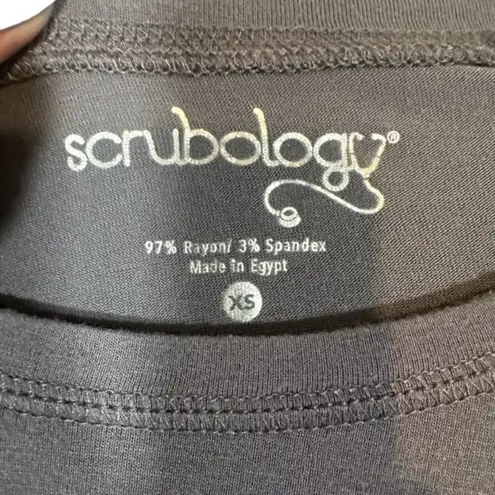 scrubology®
97% Rayon/ 3% Spandex
Made in Egypt
XS